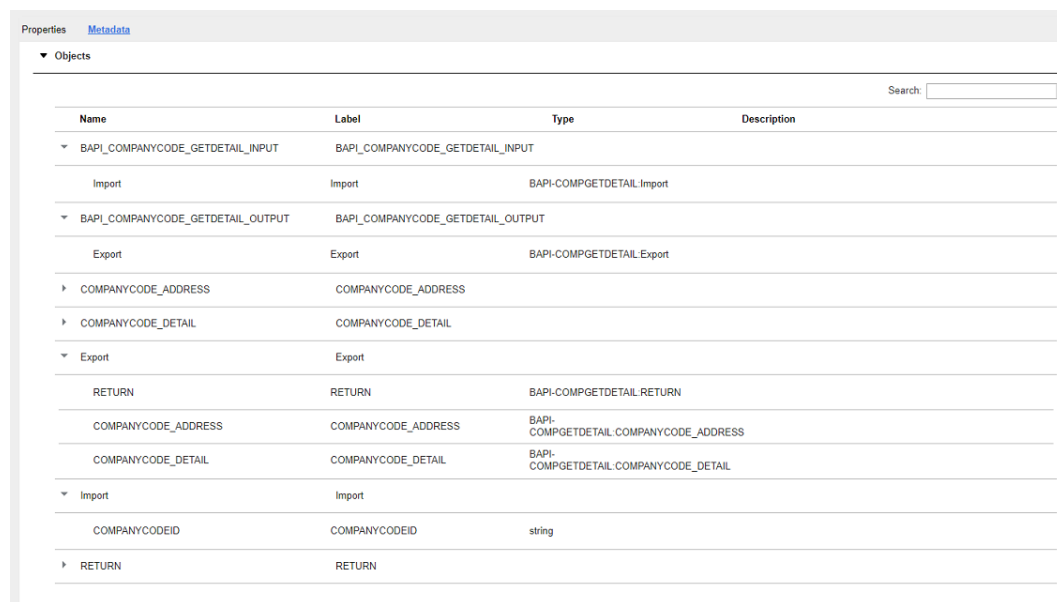 Properties Metadata
Objects
Search:
Name Label Type Description
BAPI_COMPANYCODE_GETDETAIL_INPUT BAPI_COMPANYCODE_GETDETAIL_INPUT
Import Import BAPI-COMPGETDETAIL:Import
BAPI_COMPANYCODE_GETDETAIL_OUTPUT BAPI_COMPANYCODE_GETDETAIL_OUTPUT
Export Export BAPI-COMPGETDETAIL:Export
COMPANYCODE_ADDRESS COMPANYCODE_ADDRESS
COMPANYCODE_DETAIL COMPANYCODE_DETAIL
Export Export
RETURN RETURN BAPI-COMPGETDETAIL:RETURN
COMPANYCODE_ADDRESS COMPANYCODE_ADDRESS BAPI-
COMPGETDETAIL:COMPANYCODE_ADDRESS
COMPANYCODE_DETAIL COMPANYCODE_DETAIL BAPI-
COMPGETDETAIL:COMPANYCODE_DETAIL
Import Import
COMPANYCODEID COMPANYCODEID string
RETURN RETURN